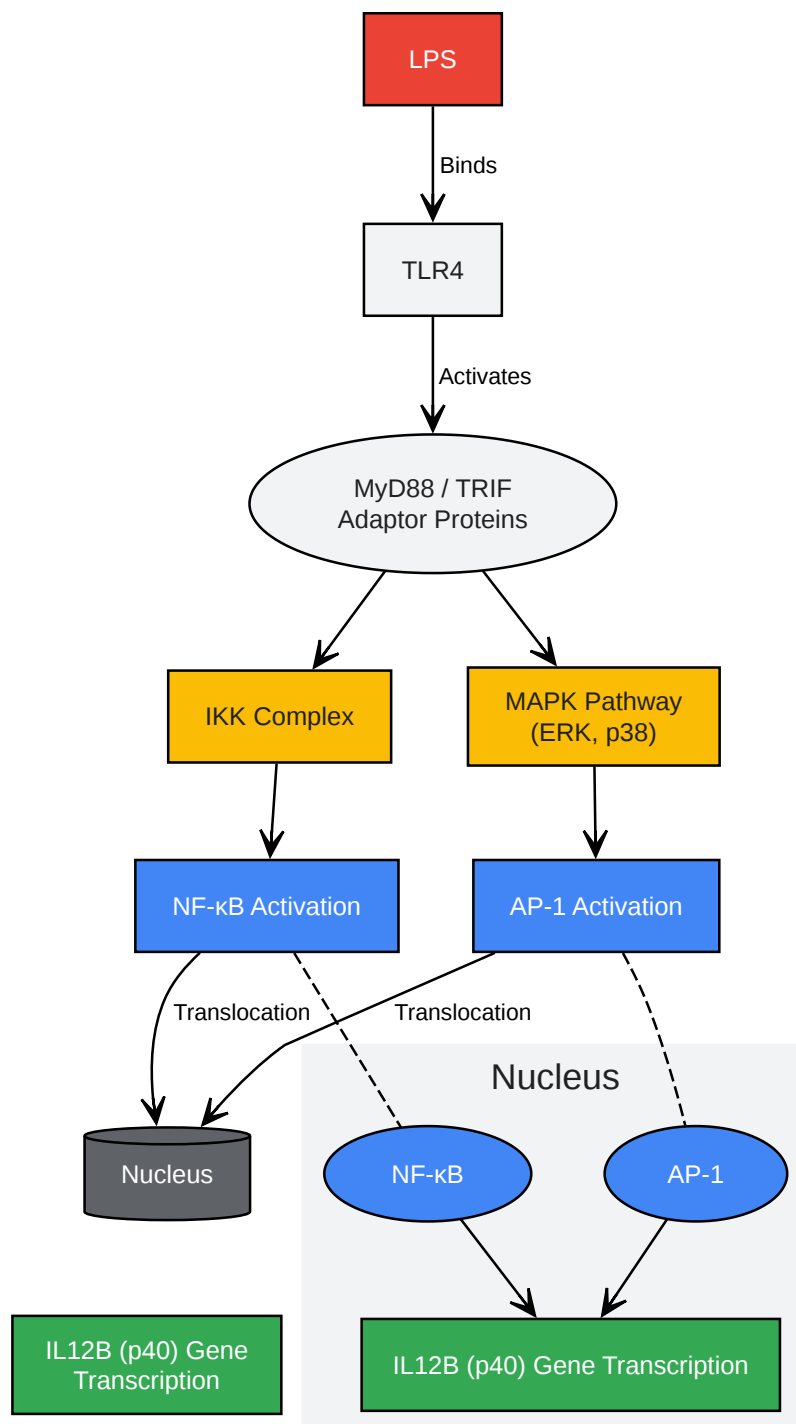 LPS
Binds
TLR4
Activates
MyD88 / TRIF
Adaptor Proteins
IKK Complex
MAPK Pathway
(ERK, p38)
NF-κB Activation
AP-1 Activation
Translocation
Translocation
Nucleus
Nucleus
NF-κB
AP-1
IL12B (p40) Gene
Transcription
IL12B (p40) Gene Transcription